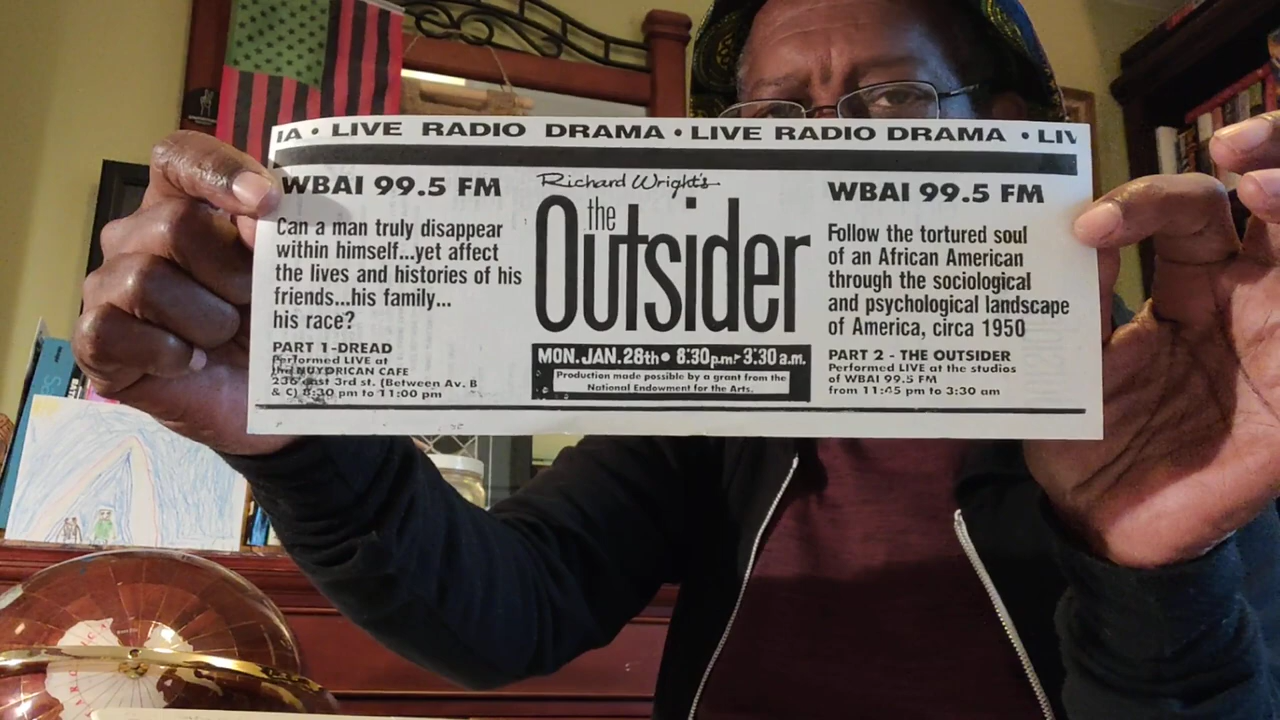 IA • LIVE RADIO DRAMA • LIVE RADIO DRAMA • LIV
WBAI 99.5 FM
Can a man truly disappear
within himself...yet affect
the lives and histories of his
friends...his family...
his race?
PART 1-DREAD
Performed LIVE at
the NUYORICAN CAFE
236 east 3rd st. (Between Av. B
& C) 8:30 pm to 11:00 pm
Richard Wright's
the
Outsider
MON. JAN. 28th • 8:30p.m-3:30 a.m.
Production made possible by a grant from the
National Endowment for the Arts.
WBAI 99.5 FM
Follow the tortured soul
of an African American
through the sociological
and psychological landscape
of America, circa 1950
PART 2 - THE OUTSIDER
Performed LIVE at the studios
of WBAI 99.5 FM
from 11:45 pm to 3:30 am